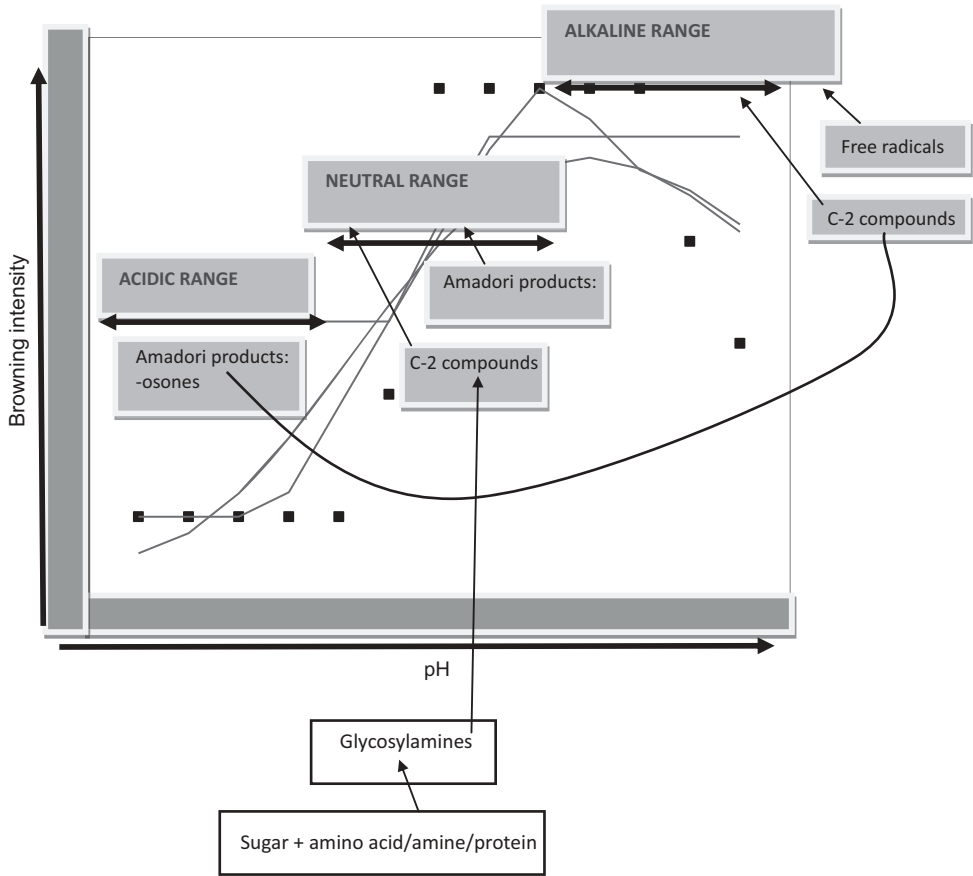 ALKALINE RANGE
Free radicals
NEUTRAL RANGE
C-2 compounds
ACIDIC RANGE
Amadori products:
Amadori products:
-osones
C-2 compounds
Browning intensity
pH
Glycosylamines
Sugar + amino acid/amine/protein